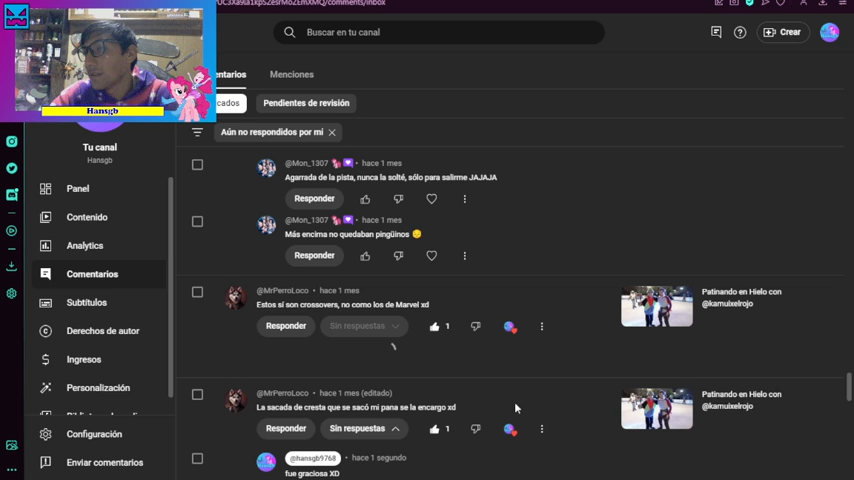 UC3Xa9la1kpSZesrMoZEmXMQ/comments/inbox
Buscar en tu canal
Crear
entarios
Menciones
cados
Pendientes de revisión
Aún no respondidos por mí
Hansgb
Tu canal
Hansgb
Panel
Contenido
Analytics
Comentarios
Subtítulos
Derechos de autor
Ingresos
Personalización
Configuración
Enviar comentarios
@Mon_1307 • hace 1 mes
Agarrada de la pista, nunca la solté, sólo para salirme JAJAJA
Responder
@Mon_1307 • hace 1 mes
Más encima no quedaban pingüinos 😔
Responder
@MrPerroLoco • hace 1 mes
Estos si son crossovers, no como los de Marvel xd
Responder
Sin respuestas
1
Patinando en Hielo con
@kamuixelrojo
@MrPerroLoco • hace 1 mes (editado)
La sacada de cresta que se sacó mi pana se la encargo xd
Responder
Sin respuestas
1
Patinando en Hielo con
@kamuixelrojo
@hansgb9768 • hace 1 segundo
fue graciosa XD